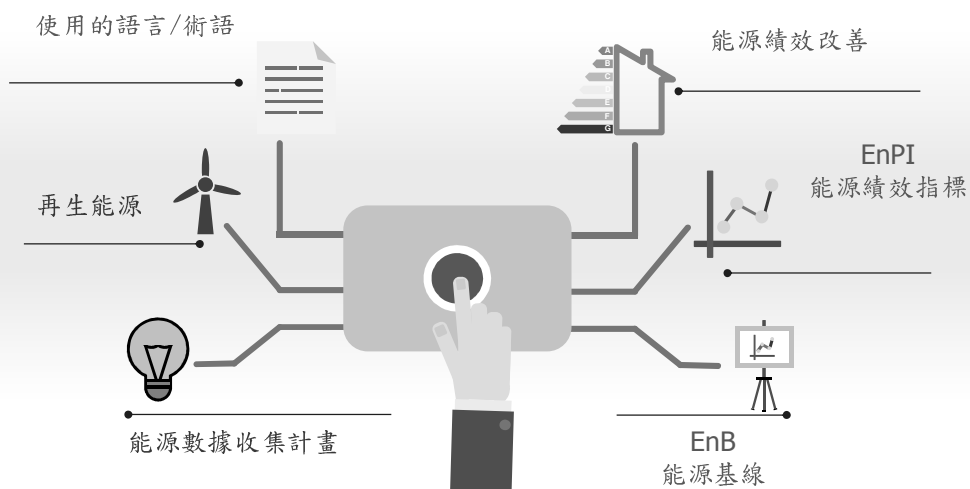 使用的語言/術語
能源績效改善
A
B
C
E
F
G
EnPI
能源績效指標
再生能源
能源數據收集計畫
EnB
能源基線